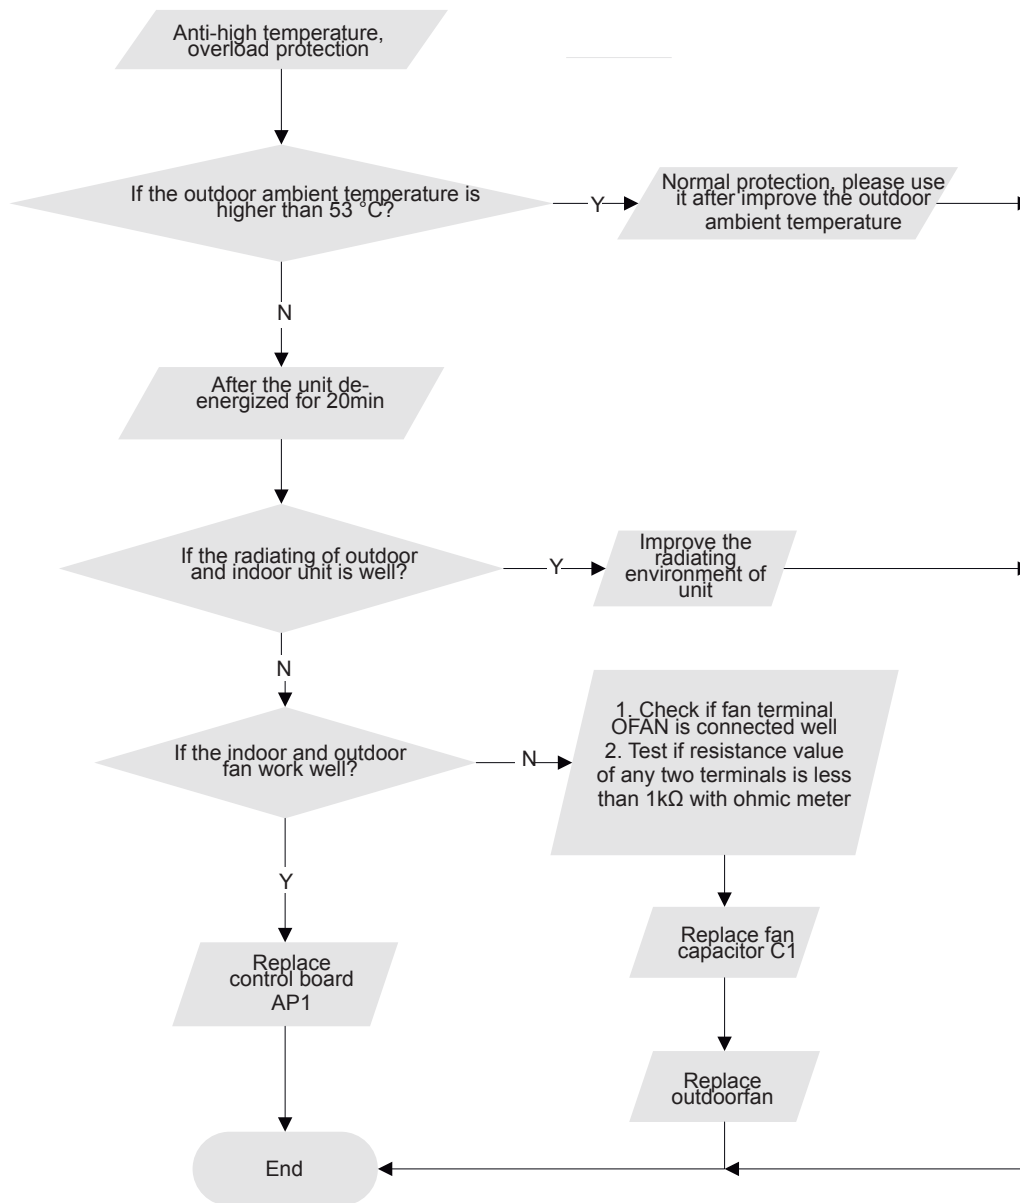 Anti-high temperature,
overload protection
If the outdoor ambient temperature is
higher than 53 °C?
Y
Normal protection, please use
it after improve the outdoor
ambient temperature
N
After the unit de-
energized for 20min
If the radiating of outdoor
and indoor unit is well?
Y
Improve the
radiating
environment of
unit
N
If the indoor and outdoor
fan work well?
N
1. Check if fan terminal
OFAN is connected well
2. Test if resistance value
of any two terminals is less
than 1kΩ with ohmic meter
Y
Replace fan
capacitor C1
Replace
control board
AP1
Replace
outdoorfan
End